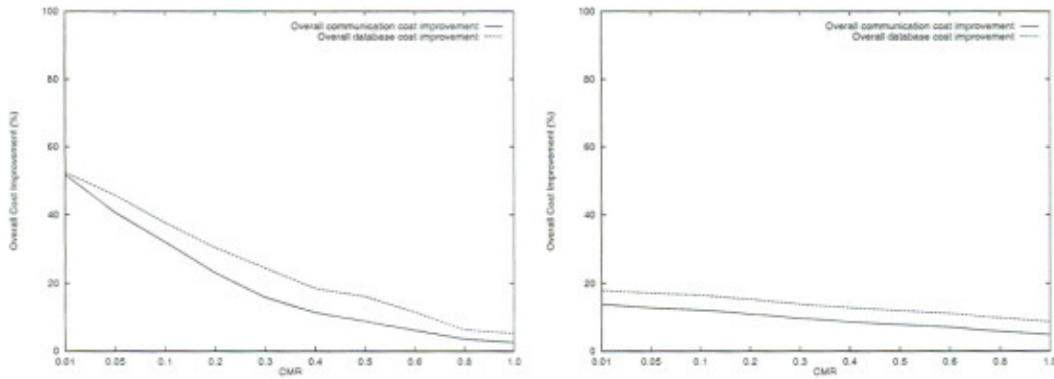 100
Overall communication cost improvement
Overall database cost improvement
80
60
40
20
0
Overall Cost Improvement (%)
0.01 0.05 0.1 0.2 0.3 0.4 0.5 0.6 0.8 1.0
CMR
100
Overall communication cost improvement
Overall database cost improvement
80
60
40
20
0
Overall Cost Improvement (%)
0.01 0.05 0.1 0.2 0.3 0.4 0.5 0.6 0.8 1.0
CMR